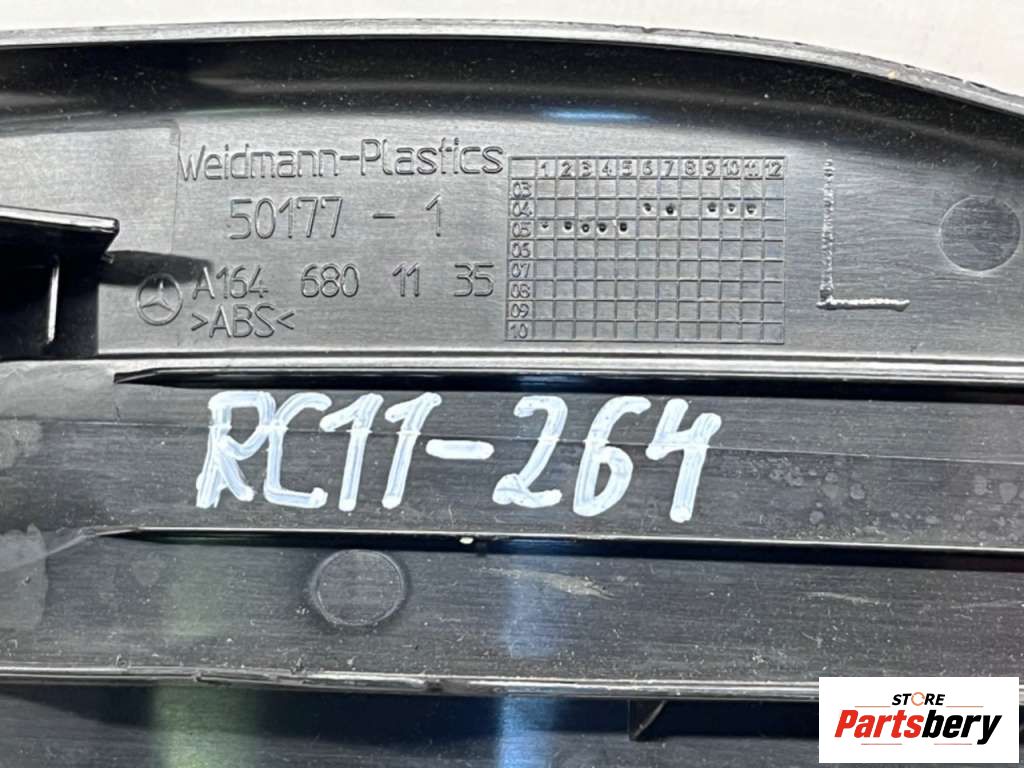 Weidmann-Plastics
50177 - 1
A164 680 11 35
>ABS<
1 2 3 4 5 6 7 8 9 10 11 12
03
04
05
06
07
08
09
10
L
RC11-264
STORE
Partsbery